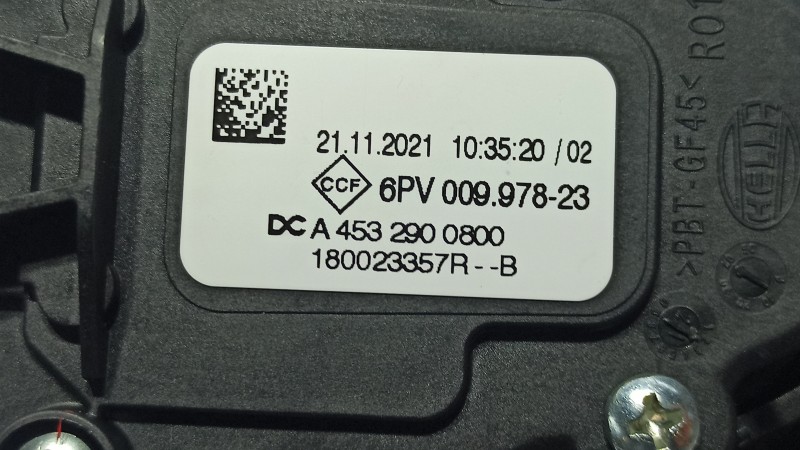 21.11.2021 10:35:20 / 02
CCF 6PV 009.978-23
DC A 453 290 0800
180023357R--B
>PBT-GF45< R01
HELLA